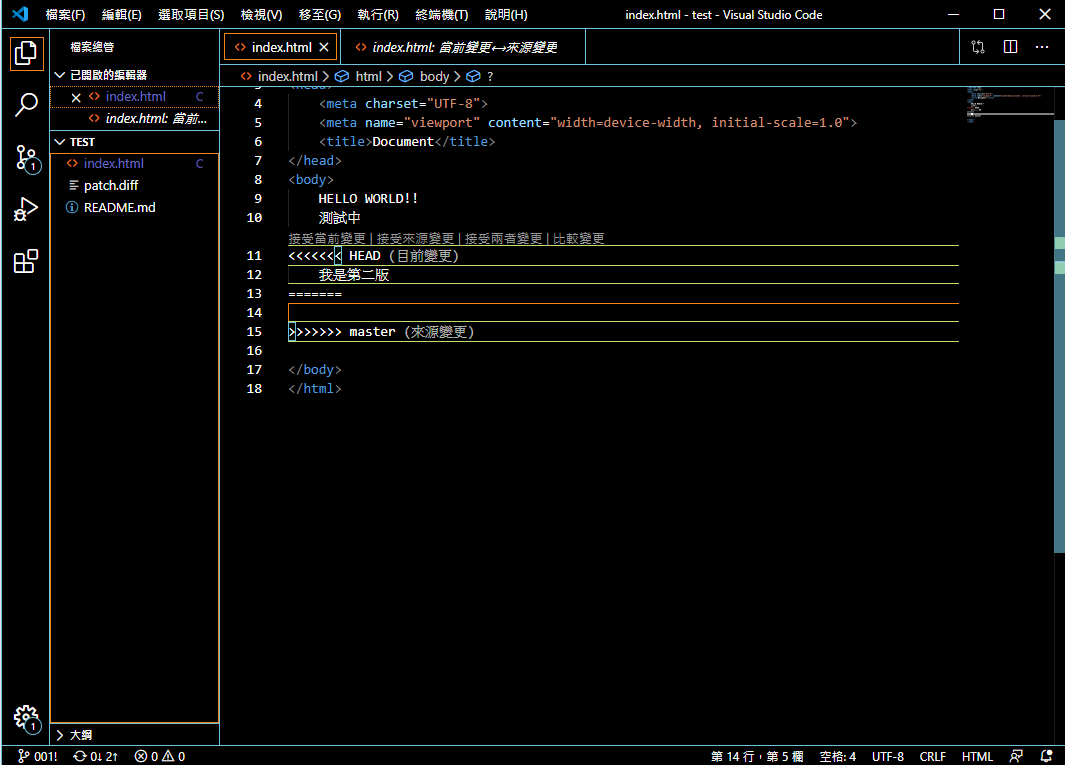 檔案(F) 編輯(E) 選取項目(S) 檢視(V) 移至(G) 執行(R) 終端機(T) 說明(H) index.html - test - Visual Studio Code
檔案總管
已開啟的編輯器
index.html C
index.html: 當前...
TEST
index.html C
patch.diff
README.md
大綱
index.html
index.html: 當前變更↔來源變更
index.html > html > body > ?
4 <meta charset="UTF-8">
5 <meta name="viewport" content="width=device-width, initial-scale=1.0">
6 <title>Document</title>
7 </head>
8 <body>
9 HELLO WORLD!!
10 測試中
接受當前變更 | 接受來源變更 | 接受兩者變更 | 比較變更
11 <<<<<<< HEAD (目前變更)
12 我是第二版
13 =======
14
15 >>>>>>> master (來源變更)
16
17 </body>
18 </html>
1
1
001! 0↓ 2↑ 0 0 第 14 行，第 5 欄 空格: 4 UTF-8 CRLF HTML